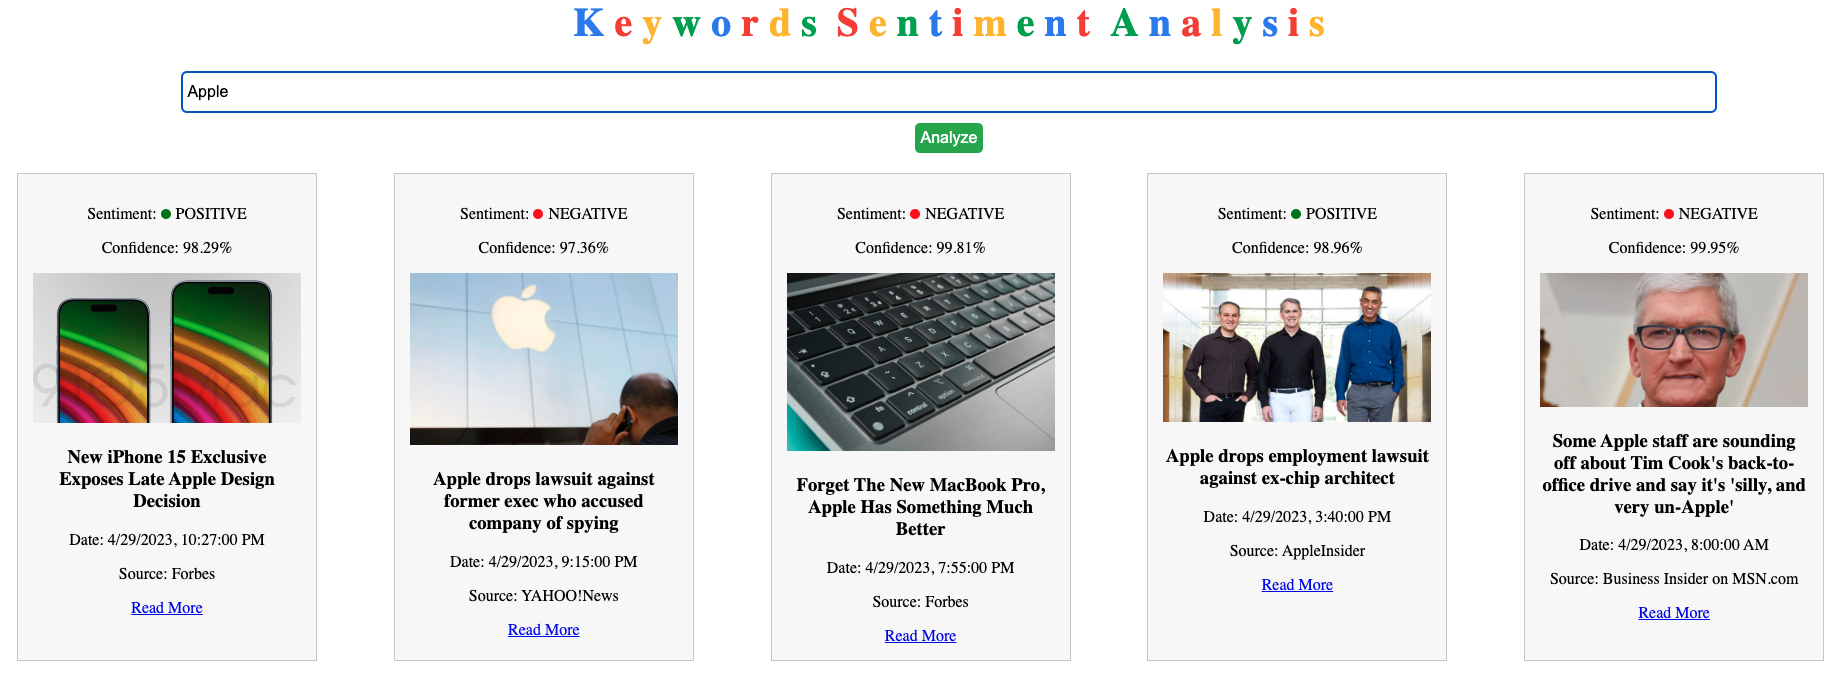 Keywords Sentiment Analysis
Apple
Analyze
Sentiment: POSITIVE
Confidence: 98.29%
9TO5Mac
New iPhone 15 Exclusive
Exposes Late Apple Design
Decision
Date: 4/29/2023, 10:27:00 PM
Source: Forbes
Read More
Sentiment: NEGATIVE
Confidence: 97.36%
Apple drops lawsuit against
former exec who accused
company of spying
Date: 4/29/2023, 9:15:00 PM
Source: YAHOO!News
Read More
Sentiment: NEGATIVE
Confidence: 99.81%
Forget The New MacBook Pro,
Apple Has Something Much
Better
Date: 4/29/2023, 7:55:00 PM
Source: Forbes
Read More
Sentiment: POSITIVE
Confidence: 98.96%
Apple drops employment lawsuit
against ex-chip architect
Date: 4/29/2023, 3:40:00 PM
Source: AppleInsider
Read More
Sentiment: NEGATIVE
Confidence: 99.95%
Some Apple staff are sounding
off about Tim Cook's back-to-
office drive and say it's 'silly, and
very un-Apple'
Date: 4/29/2023, 8:00:00 AM
Source: Business Insider on MSN.com
Read More